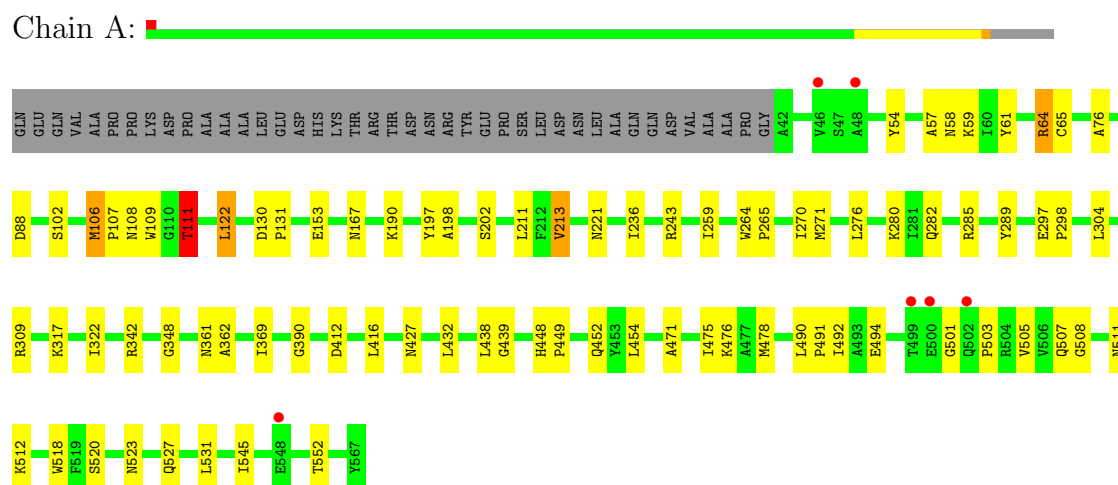 Chain A:
GLN GLU GLN VAL ALA PRO PRO LYS ASP PRO ALA ALA ALA LEU GLU ASP HIS LYS THR ARG THR ASP ASN ARG TYR GLU PRO SER LEU ASP ASN LEU ALA GLN GLN ASP VAL ALA ALA PRO GLY A42 V46 S47 A48 Y54 A57 N58 K59 I60 Y61 R64 C65 A76
D88 S102 M106 P107 N108 W109 G110 T111 L122 D130 P131 E153 N167 K190 Y197 A198 S202 L211 F212 V213 N221 I236 R243 I259 W264 P265 I270 M271 L276 K280 I281 Q282 R285 Y289 E297 P298 L304
R309 K317 I322 R342 G348 N361 A362 I369 G390 D412 L416 N427 L432 L438 G439 H448 P449 Q452 Y453 L454 A471 I475 K476 A477 M478 L490 P491 I492 A493 E494 T499 E500 G501 Q502 P503 R504 V505 V506 Q507 G508 N511
K512 W518 F519 S520 N523 Q527 L531 I545 E548 T552 Y567